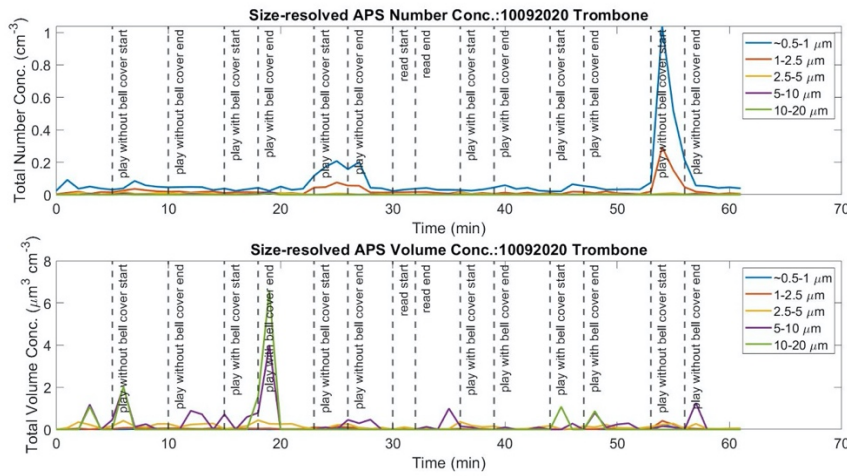 Size-resolved APS Number Conc.:10092020 Trombone
Total Number Conc. (cm-3)
1
0.8
0.6
0.4
0.2
0
play without bell cover start
play without bell cover end
play with bell cover start
play with bell cover end
play without bell cover start
play without bell cover end
read start
read end
play with bell cover start
play with bell cover end
play with bell cover start
play with bell cover end
play without bell cover start
play without bell cover end
~0.5-1 μm
1-2.5 μm
2.5-5 μm
5-10 μm
10-20 μm
0 10 20 30 40 50 60 70
Time (min)
Size-resolved APS Volume Conc.:10092020 Trombone
Total Volume Conc. (μm3 cm-3)
8
6
4
2
0
play without bell cover start
play without bell cover end
play with bell cover start
play with bell cover end
play without bell cover start
play without bell cover end
read start
read end
play with bell cover start
play with bell cover end
play with bell cover start
play with bell cover end
play without bell cover start
play without bell cover end
~0.5-1 μm
1-2.5 μm
2.5-5 μm
5-10 μm
10-20 μm
0 10 20 30 40 50 60 70
Time (min)